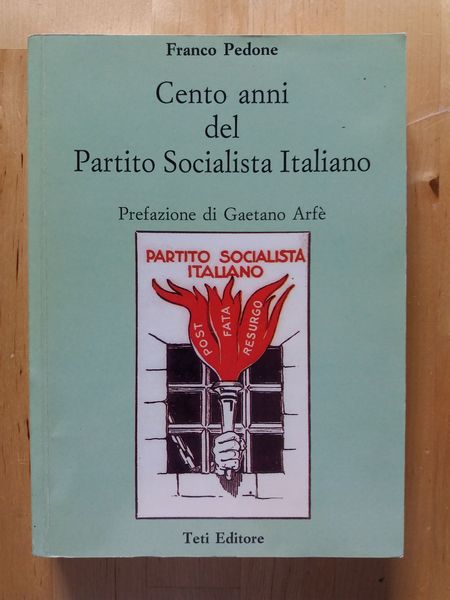 Franco Pedone
Cento anni
del
Partito Socialista Italiano
Prefazione di Gaetano Arfè
PARTITO SOCIALISTA
ITALIANO
POST
FATA
RESURGO
Teti Editore